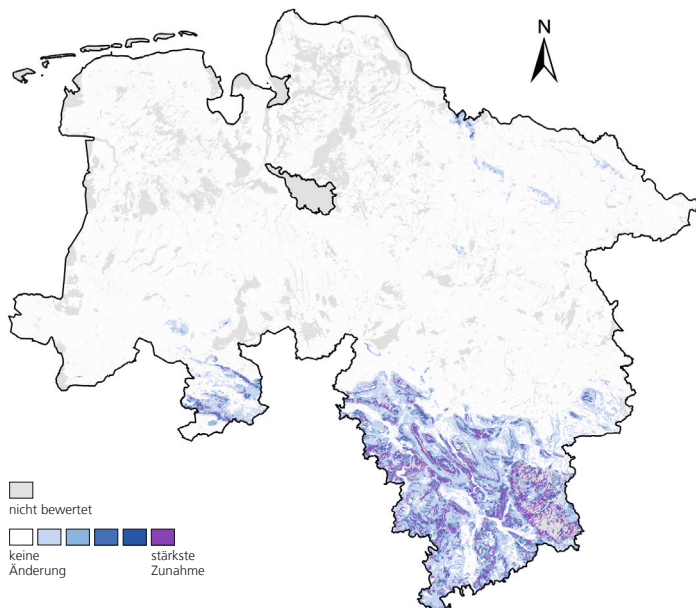 N
nicht bewertet
keine
Änderung
stärkste
Zunahme